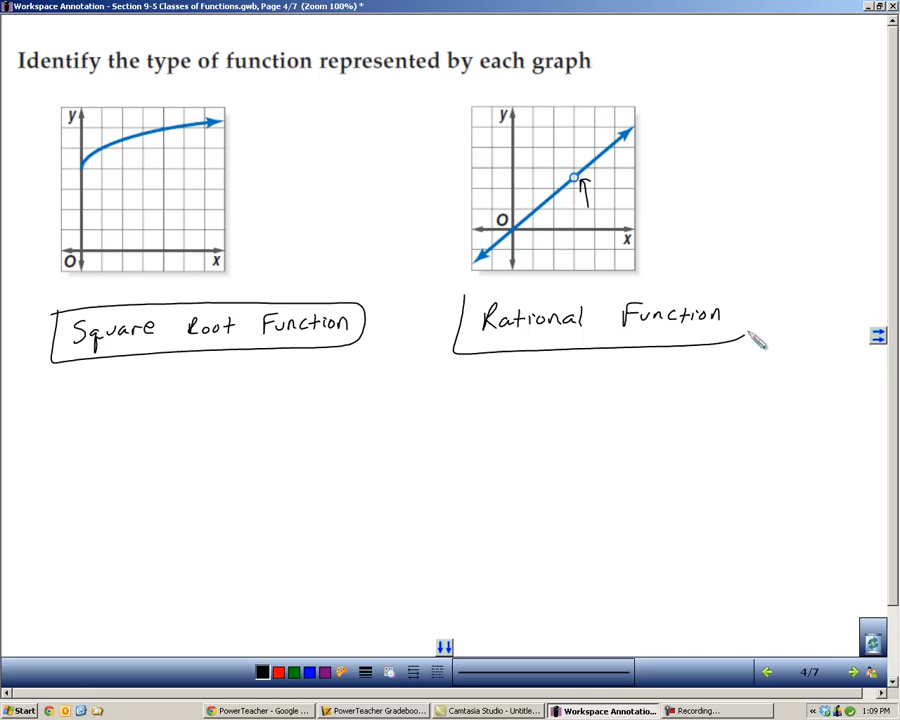 Workspace Annotation - Section 9-5 Classes of Functions.gwb, Page 4/7 (Zoom 100%) *
Identify the type of function represented by each graph
y
O
x
y
O
x
Square Root Function
Rational Function
4/7
Start
PowerTeacher - Google ...
PowerTeacher Gradeboo...
Camtasia Studio - Untitle...
Workspace Annotatio...
Recording...
1:09 PM